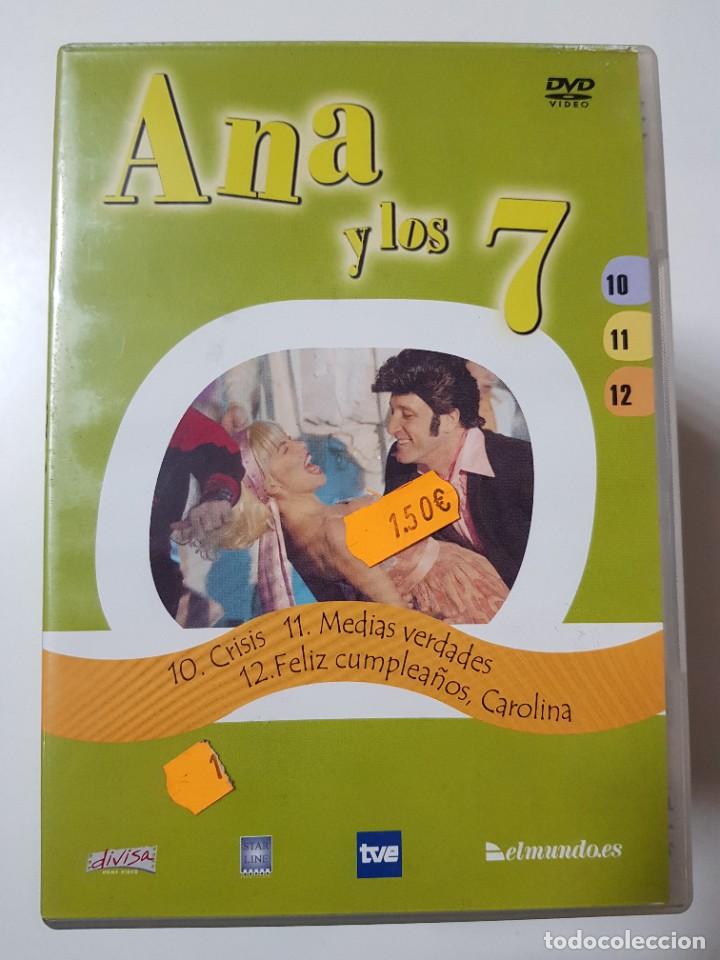 Ana
y los 7
DVD
VIDEO
10
11
12
1.50€
10. Crisis 11. Medias verdades
12. Feliz cumpleaños, Carolina
1
divisa
HOME VIDEO
STAR
LINE
tve
elmundo.es
todocoleccion